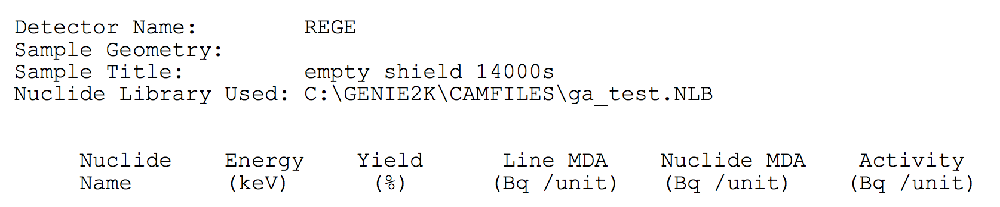 Detector Name: REGE
Sample Geometry:
Sample Title: empty shield 14000s
Nuclide Library Used: C:\GENIE2K\CAMFILES\ga_test.NLB
Nuclide Energy Yield Line MDA Nuclide MDA Activity
Name (keV) (%) (Bq /unit) (Bq /unit) (Bq /unit)